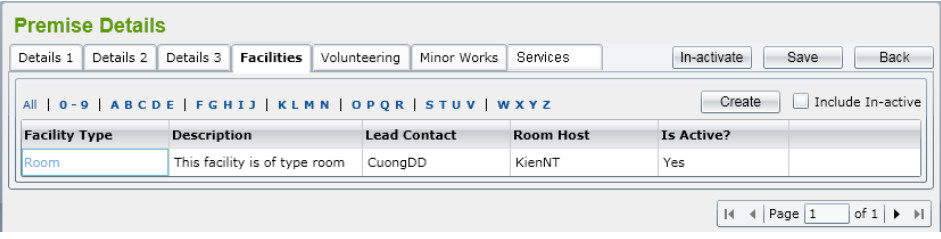 Premise Details
Details 1 Details 2 Details 3 Facilities Volunteering Minor Works Services In-activate Save Back
All | 0 - 9 | A B C D E | F G H I J | K L M N | O P Q R | S T U V | W X Y Z Create Include In-active
Facility Type Description Lead Contact Room Host Is Active?
Room This facility is of type room CuongDD KienNT Yes
Page 1 of 1